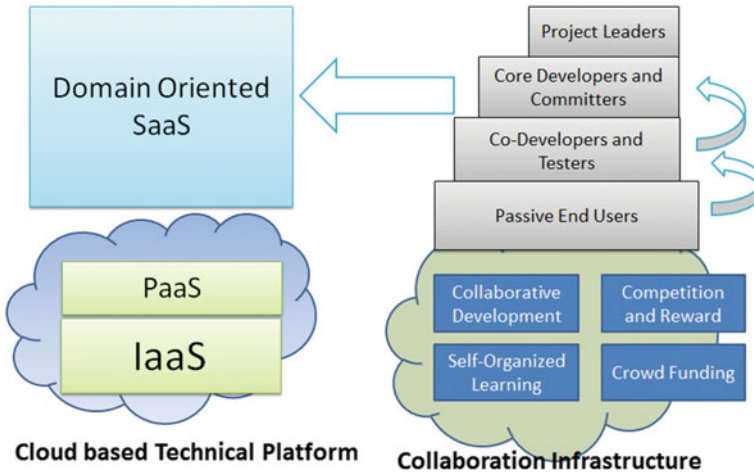 Domain Oriented
SaaS
PaaS
IaaS
Cloud based Technical Platform
Project Leaders
Core Developers and
Committers
Co-Developers and
Testers
Passive End Users
Collaborative
Development
Competition
and Reward
Self-Organized
Learning
Crowd Funding
Collaboration Infrastructure